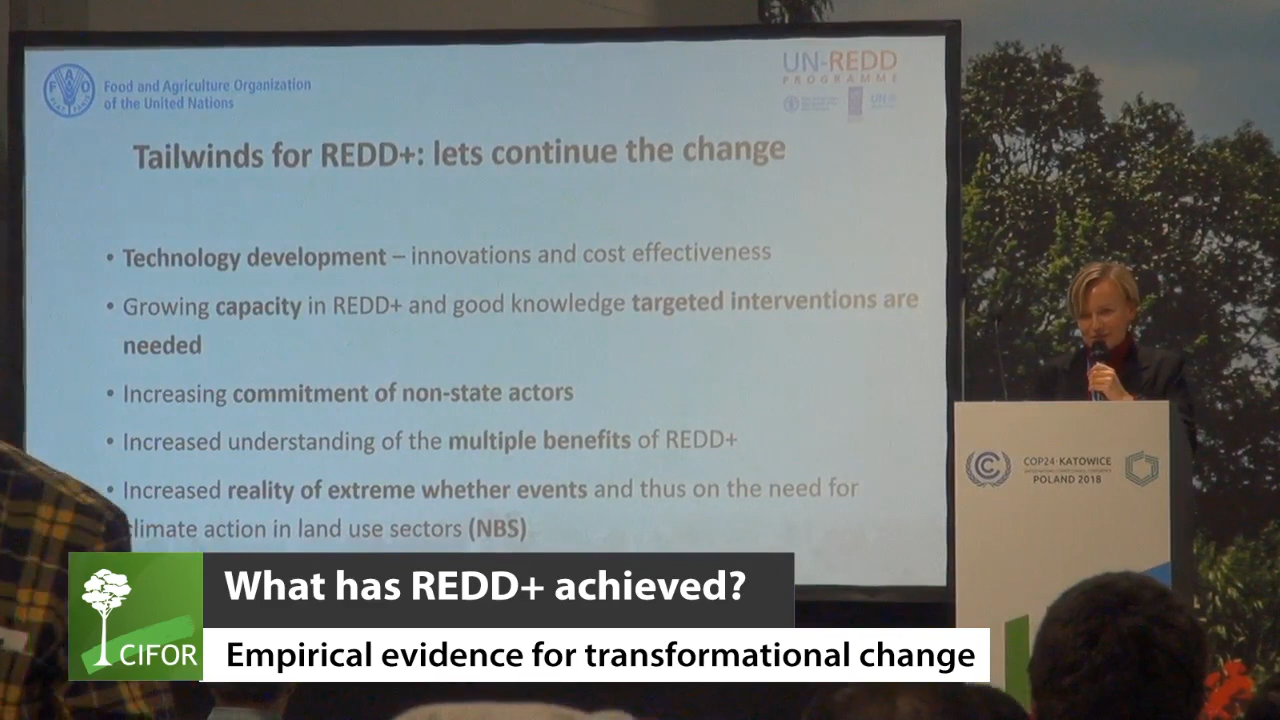 Food and Agriculture Organization
of the United Nations
UN-REDD
PROGRAMME
Tailwinds for REDD+: lets continue the change
• Technology development – innovations and cost effectiveness
• Growing capacity in REDD+ and good knowledge targeted interventions are
needed
• Increasing commitment of non-state actors
• Increased understanding of the multiple benefits of REDD+
• Increased reality of extreme whether events and thus on the need for
climate action in land use sectors (NBS)
COP24·KATOWICE
POLAND 2018
What has REDD+ achieved?
CIFOR
Empirical evidence for transformational change